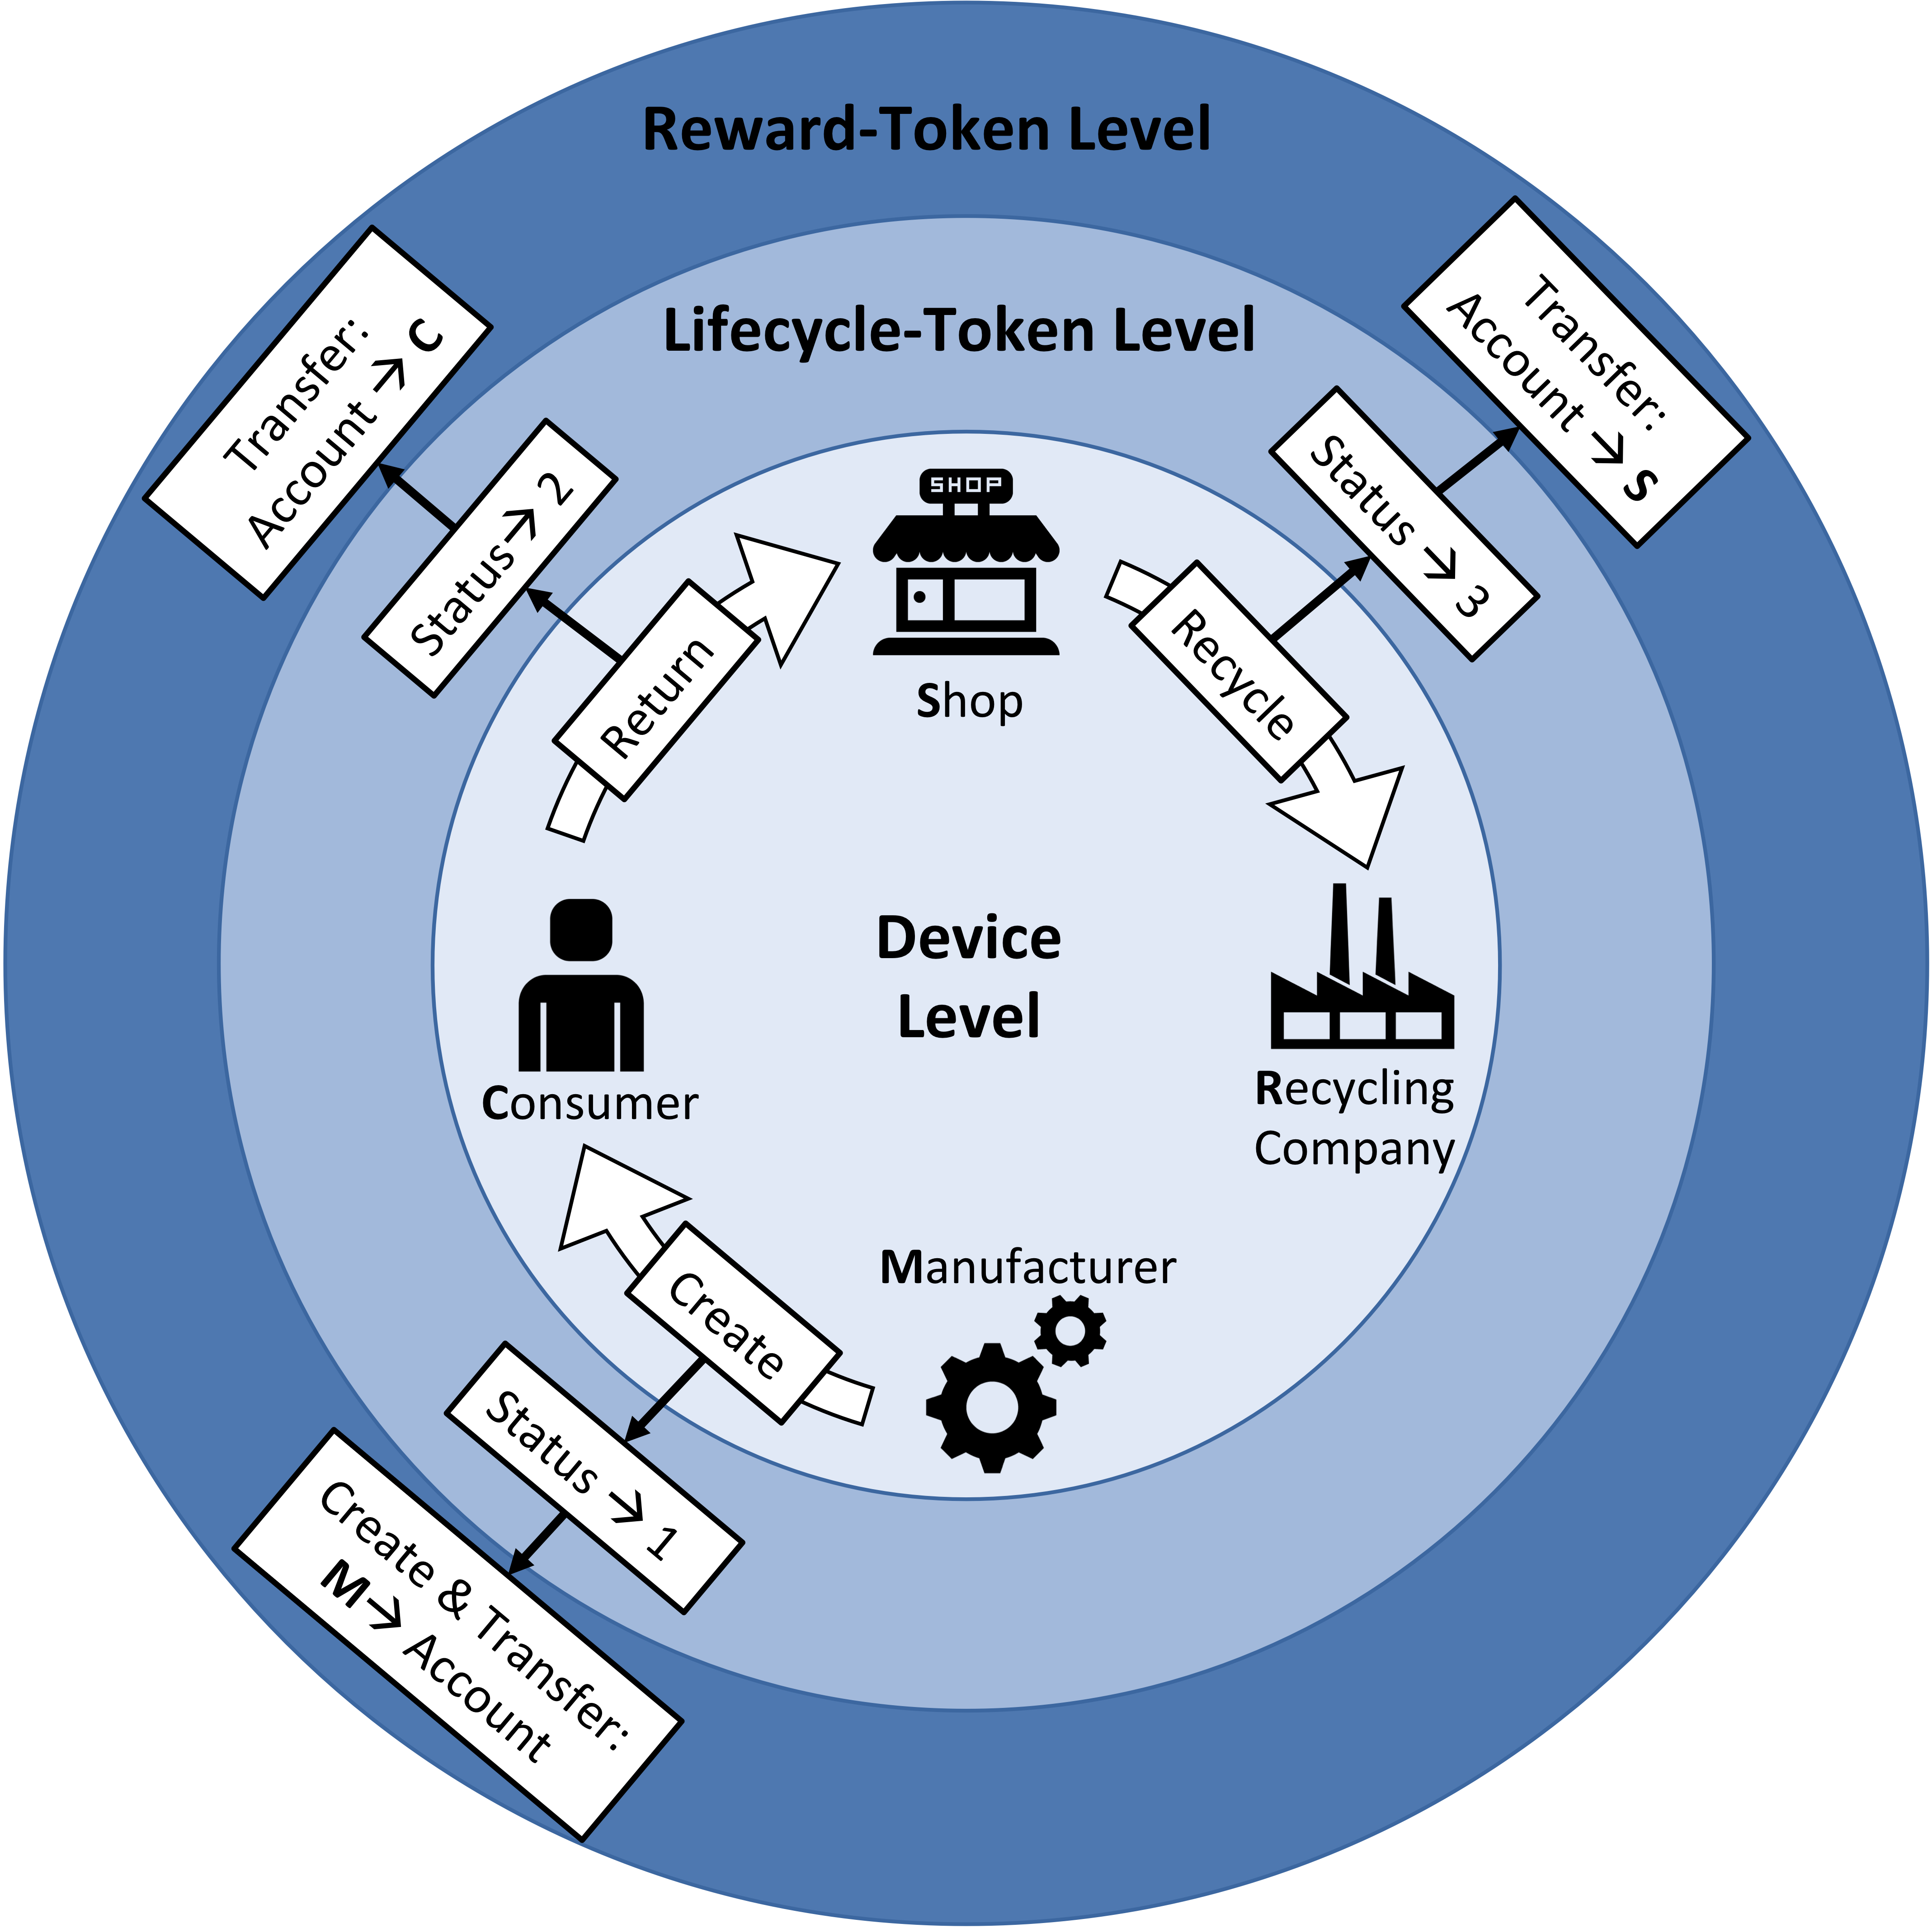 Reward-Token Level
Lifecycle-Token Level
Transfer:
Account → C
Status → 2
Return
SHOP
Shop
Recycle
Status → 3
Transfer:
Account → S
Device
Level
Consumer
Recycling
Company
Manufacturer
Create
Status → 1
Create & Transfer:
M → Account